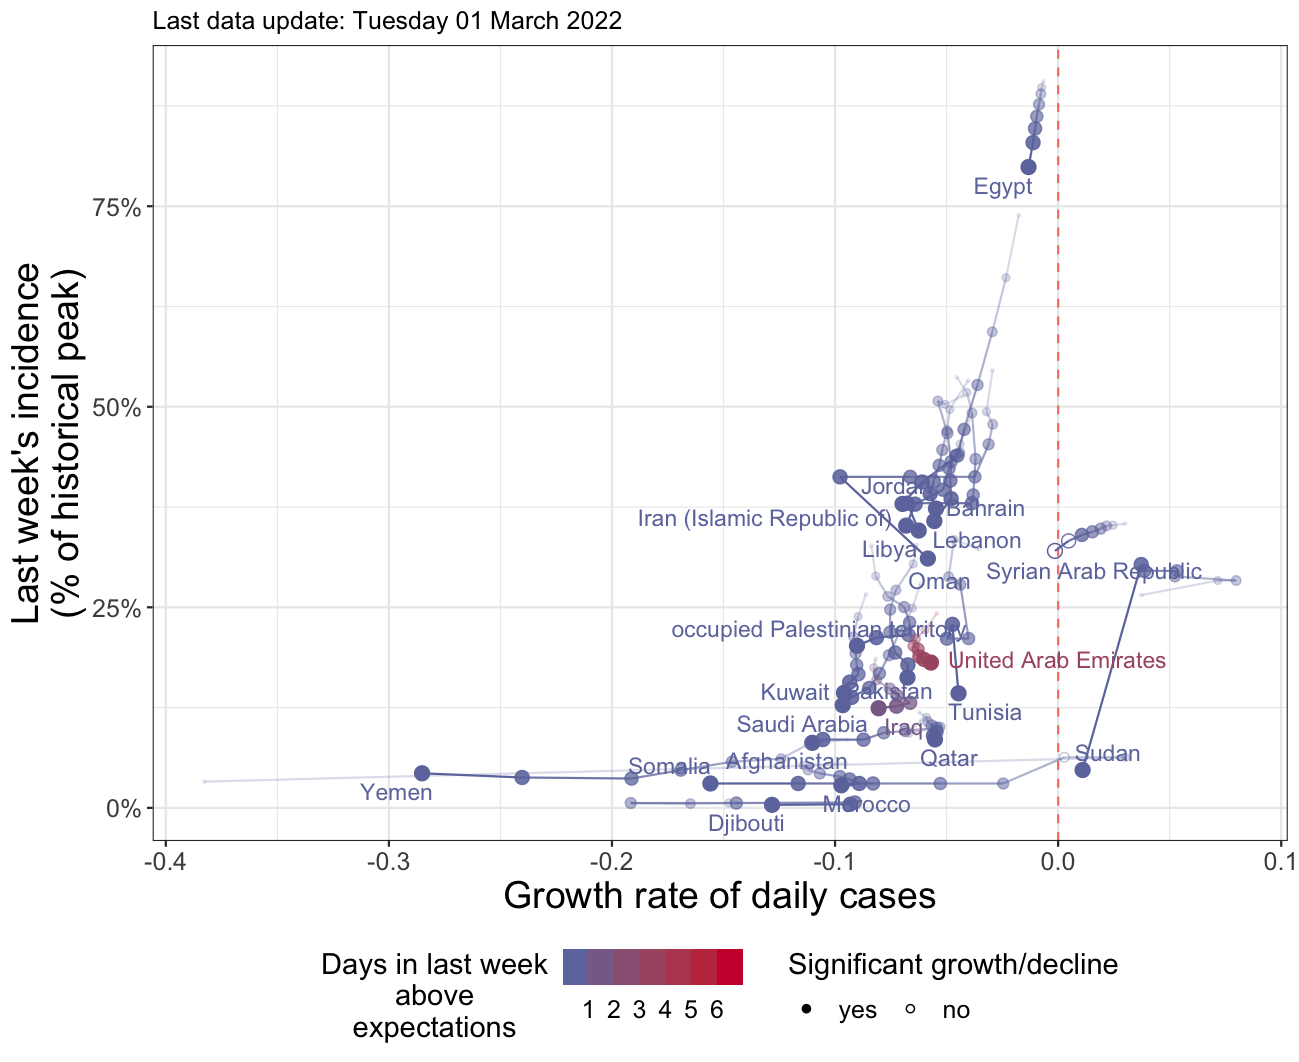 Last data update: Tuesday 01 March 2022
Last week's incidence
(% of historical peak)
75%
50%
25%
0%
Egypt
Jordan
Bahrain
Iran (Islamic Republic of)
Lebanon
Libya
Syrian Arab Republic
Oman
occupied Palestinian territory
United Arab Emirates
Kuwait
Pakistan
Tunisia
Saudi Arabia
Iraq
Qatar
Sudan
Afghanistan
Somalia
Yemen
Morocco
Djibouti
-0.4
-0.3
-0.2
-0.1
0.0
0.1
Growth rate of daily cases
Days in last week
above
expectations
1 2 3 4 5 6
Significant growth/decline
yes
no